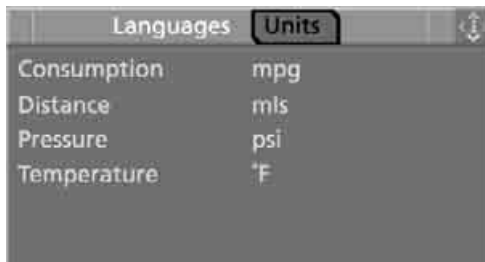 Languages Units
Consumption mpg
Distance mls
Pressure psi
Temperature °F